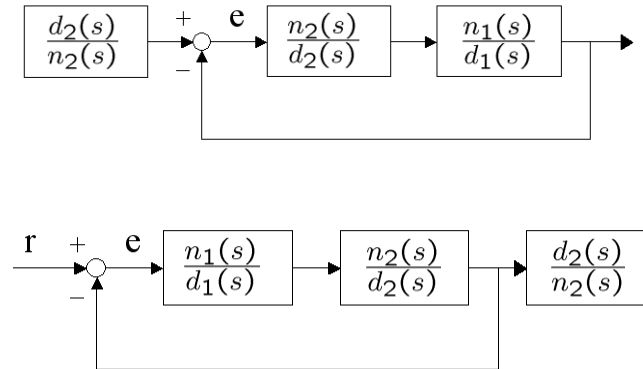 d₂(s)/n₂(s) + − e n₂(s)/d₂(s) n₁(s)/d₁(s)
r + − e n₁(s)/d₁(s) n₂(s)/d₂(s) d₂(s)/n₂(s)